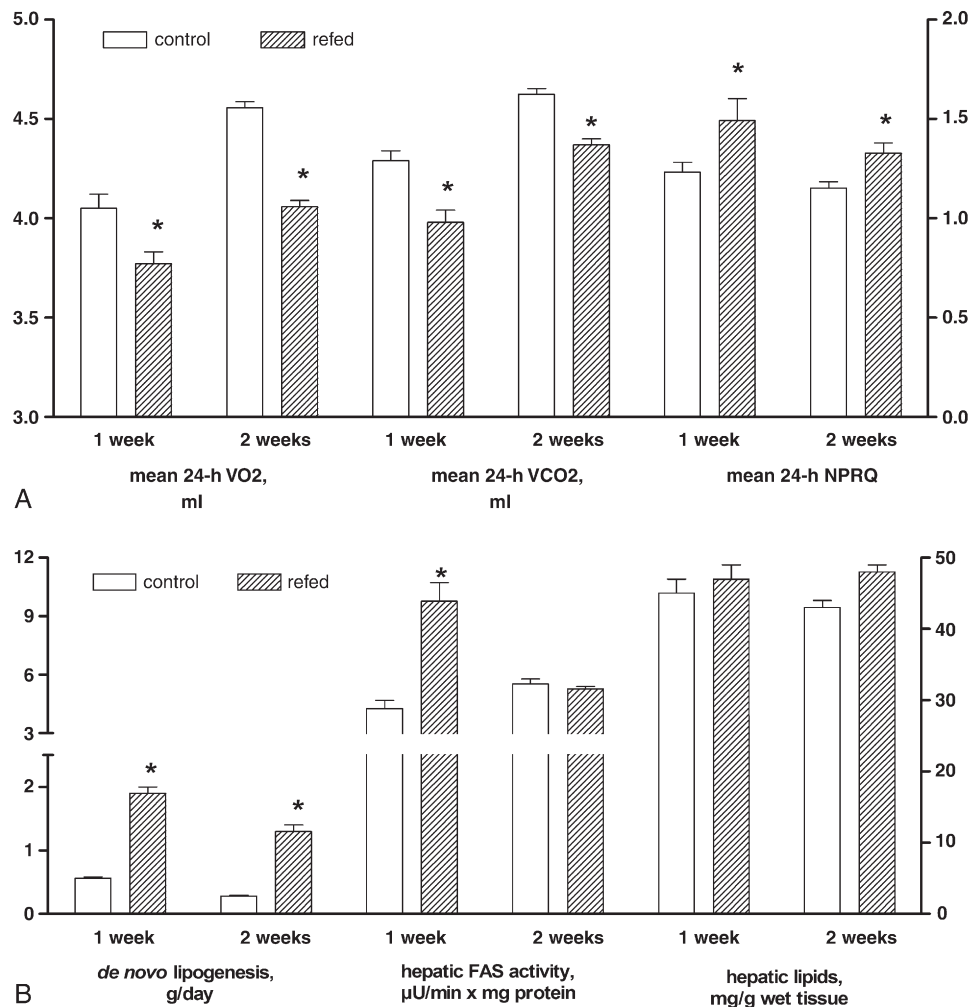 5.0
4.5
4.0
3.5
3.0
control refed
* * * * * *
2.0
1.5
1.0
0.5
0.0
1 week 2 weeks 1 week 2 weeks 1 week 2 weeks
mean 24-h VO2, mean 24-h VCO2, mean 24-h NPRQ
ml ml
A
12
9
6
3
2
1
0
control refed
* * *
50
40
30
20
10
0
1 week 2 weeks 1 week 2 weeks 1 week 2 weeks
de novo lipogenesis, hepatic FAS activity, hepatic lipids,
g/day µU/min x mg protein mg/g wet tissue
B